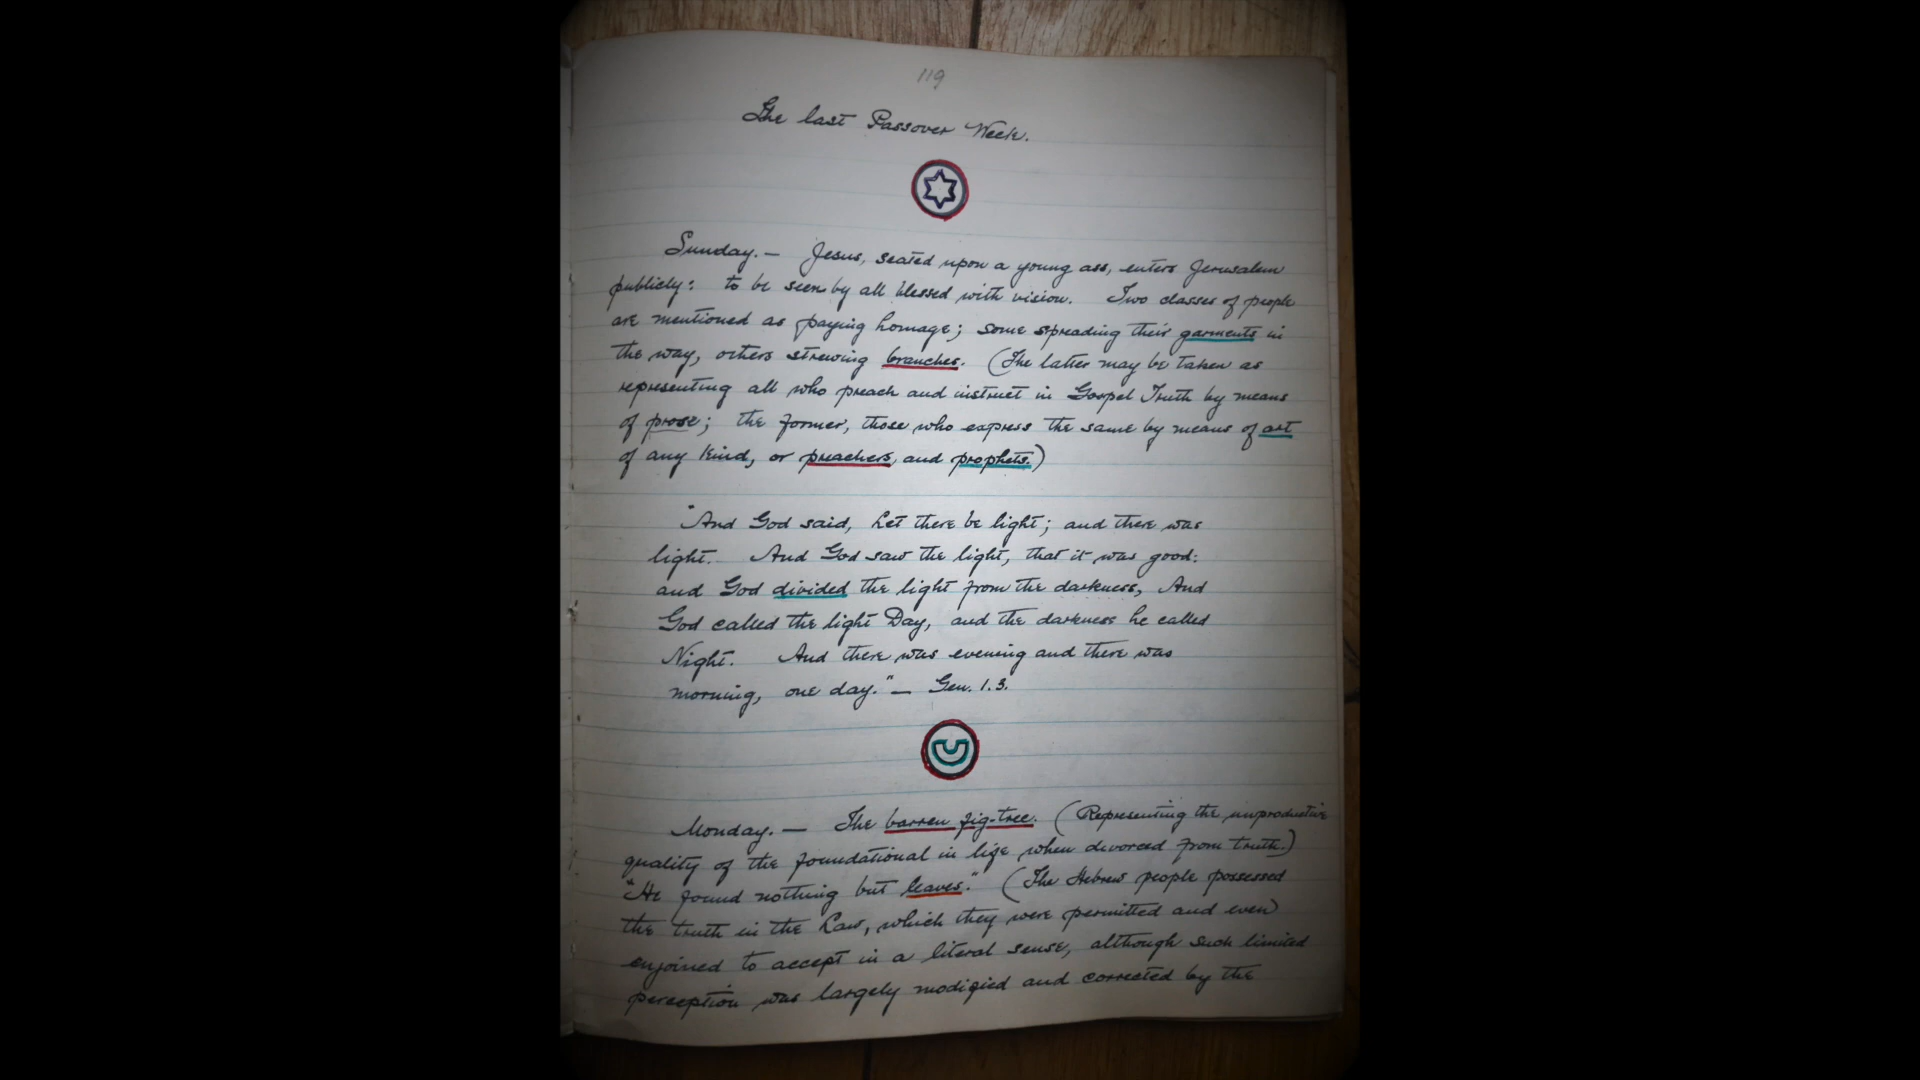 119
The last Passover Week.
Sunday. — Jesus, seated upon a young ass, enters Jerusalem
publicly: to be seen by all blessed with vision. Two classes of people
are mentioned as paying homage; some spreading their garments in
the way, others strewing branches. (The latter may be taken as
representing all who preach and instruct in Gospel Truth by means
of prose; the former, those who express the same by means of art
of any kind, or preachers, and prophets.)
"And God said, Let there be light; and there was
light. And God saw the light, that it was good:
and God divided the light from the darkness, And
God called the light Day, and the darkness he called
Night. And there was evening and there was
morning, one day." — Gen. 1.3.
Monday. — The barren fig-tree. (Representing the unproductive
quality of the foundational in life when divorced from truth.)
"He found nothing but leaves." (The Hebrew people possessed
the truth in the Law, which they were permitted and even
enjoined to accept in a literal sense, although such limited
perception was largely modified and corrected by the